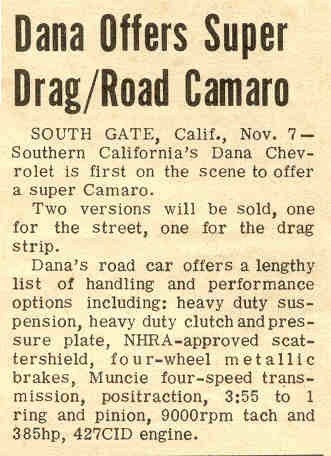 Dana Offers Super
Drag/Road Camaro
SOUTH GATE, Calif., Nov. 7—
Southern California's Dana Chev-
rolet is first on the scene to offer
a super Camaro.
Two versions will be sold, one
for the street, one for the drag
strip.
Dana's road car offers a lengthy
list of handling and performance
options including: heavy duty sus-
pension, heavy duty clutch and pres-
sure plate, NHRA-approved scat-
tershield, four-wheel metallic
brakes, Muncie four-speed trans-
mission, positraction, 3:55 to 1
ring and pinion, 9000rpm tach and
385hp, 427CID engine.